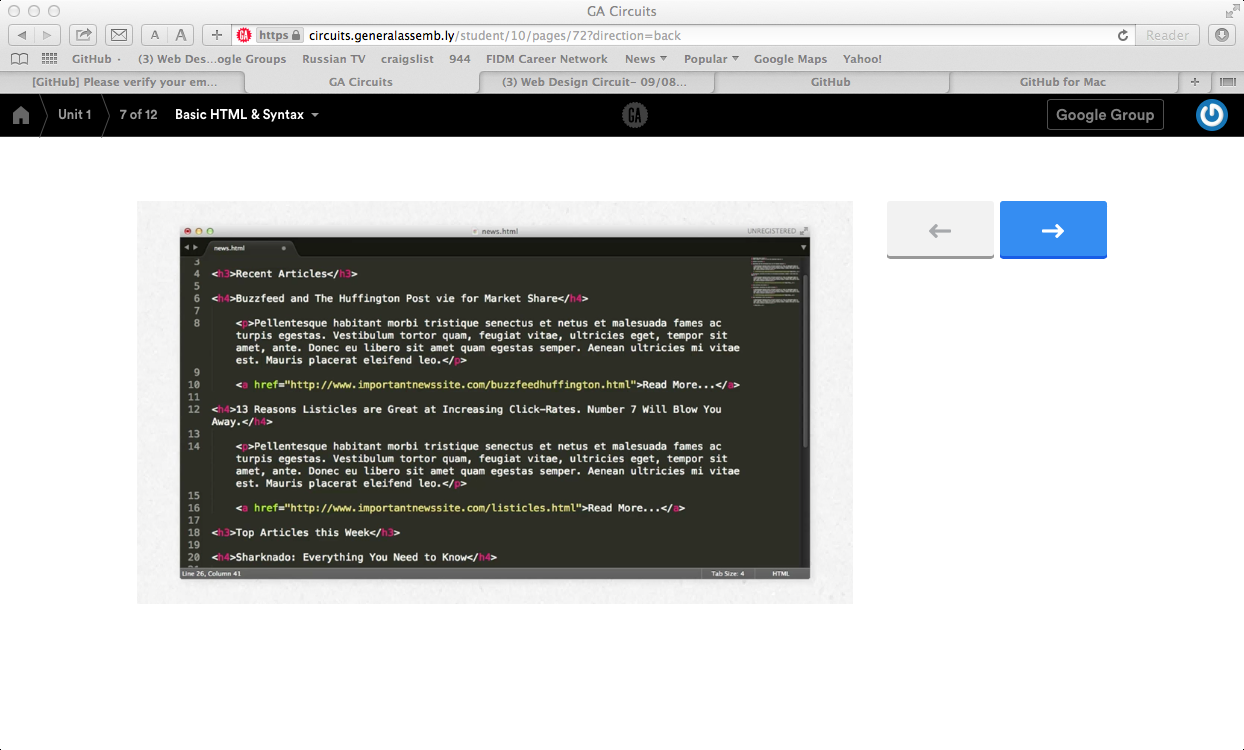 GA Circuits
A A + GA https circuits.generalassemb.ly/student/10/pages/72?direction=back Reader
GitHub (3) Web Des...ogle Groups Russian TV craigslist 944 FIDM Career Network News Popular Google Maps Yahoo!
[GitHub] Please verify your em... GA Circuits (3) Web Design Circuit– 09/08... GitHub GitHub for Mac +
Unit 1 7 of 12 Basic HTML & Syntax GA Google Group
news.html UNREGISTERED
news.html
3
4 <h3>Recent Articles</h3>
5
6 <h4>Buzzfeed and The Huffington Post vie for Market Share</h4>
7
8 <p>Pellentesque habitant morbi tristique senectus et netus et malesuada fames ac
turpis egestas. Vestibulum tortor quam, feugiat vitae, ultricies eget, tempor sit
amet, ante. Donec eu libero sit amet quam egestas semper. Aenean ultricies mi vitae
est. Mauris placerat eleifend leo.</p>
9
10 <a href="http://www.importantnewssite.com/buzzfeedhuffington.html">Read More...</a>
11
12 <h4>13 Reasons Listicles are Great at Increasing Click-Rates. Number 7 Will Blow You
Away.</h4>
13
14 <p>Pellentesque habitant morbi tristique senectus et netus et malesuada fames ac
turpis egestas. Vestibulum tortor quam, feugiat vitae, ultricies eget, tempor sit
amet, ante. Donec eu libero sit amet quam egestas semper. Aenean ultricies mi vitae
est. Mauris placerat eleifend leo.</p>
15
16 <a href="http://www.importantnewssite.com/listicles.html">Read More...</a>
17
18 <h3>Top Articles this Week</h3>
19
20 <h4>Sharknado: Everything You Need to Know</h4>
Line 26, Column 41 Tab Size: 4 HTML